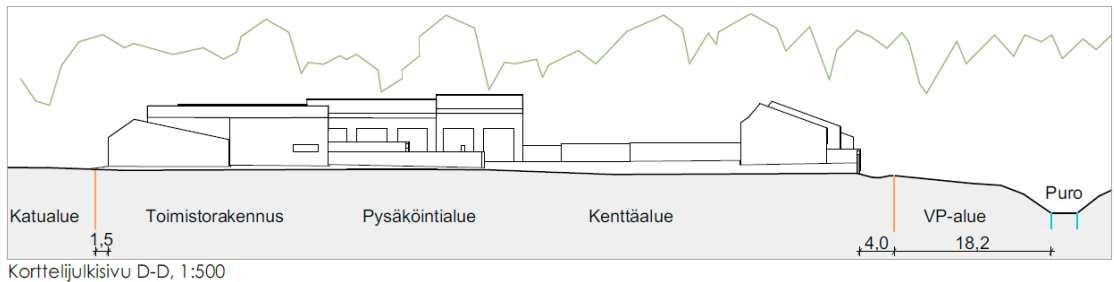 Katualue Toimistorakennus Pysäköintialue Kenttäalue VP-alue Puro
1,5 4,0 18,2
Korttelijulkisivu D-D, 1:500